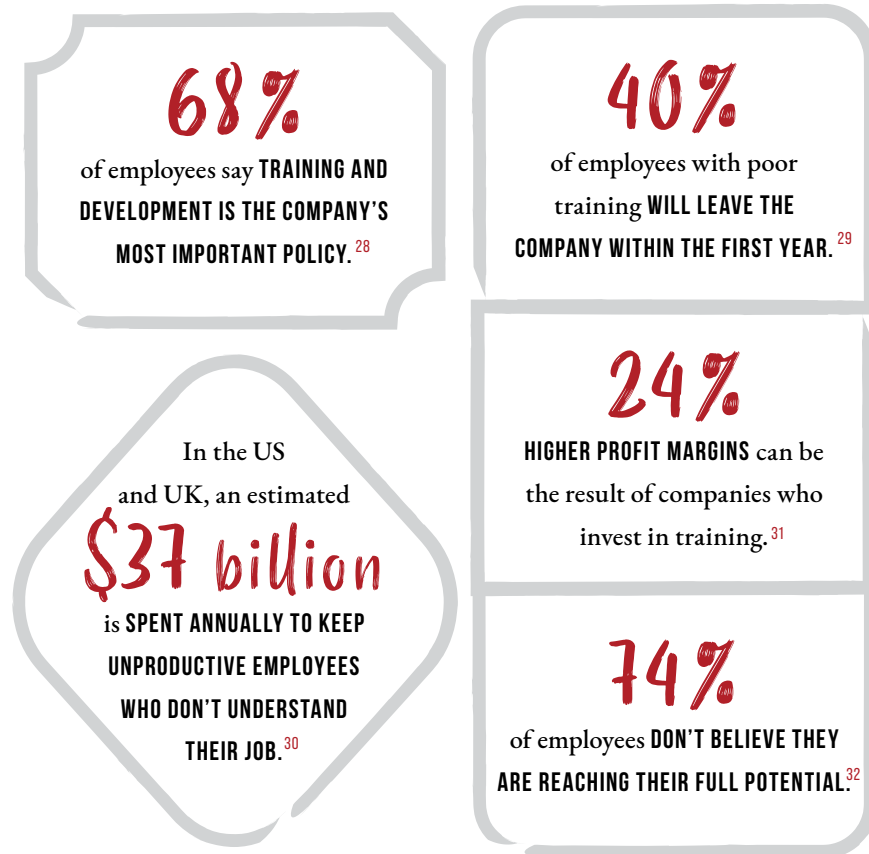 68%
of employees say TRAINING AND
DEVELOPMENT IS THE COMPANY'S
MOST IMPORTANT POLICY. 28
40%
of employees with poor
training WILL LEAVE THE
COMPANY WITHIN THE FIRST YEAR. 29
In the US
and UK, an estimated
$37 billion
is SPENT ANNUALLY TO KEEP
UNPRODUCTIVE EMPLOYEES
WHO DON'T UNDERSTAND
THEIR JOB. 30
24%
HIGHER PROFIT MARGINS can be
the result of companies who
invest in training. 31
74%
of employees DON'T BELIEVE THEY
ARE REACHING THEIR FULL POTENTIAL. 32